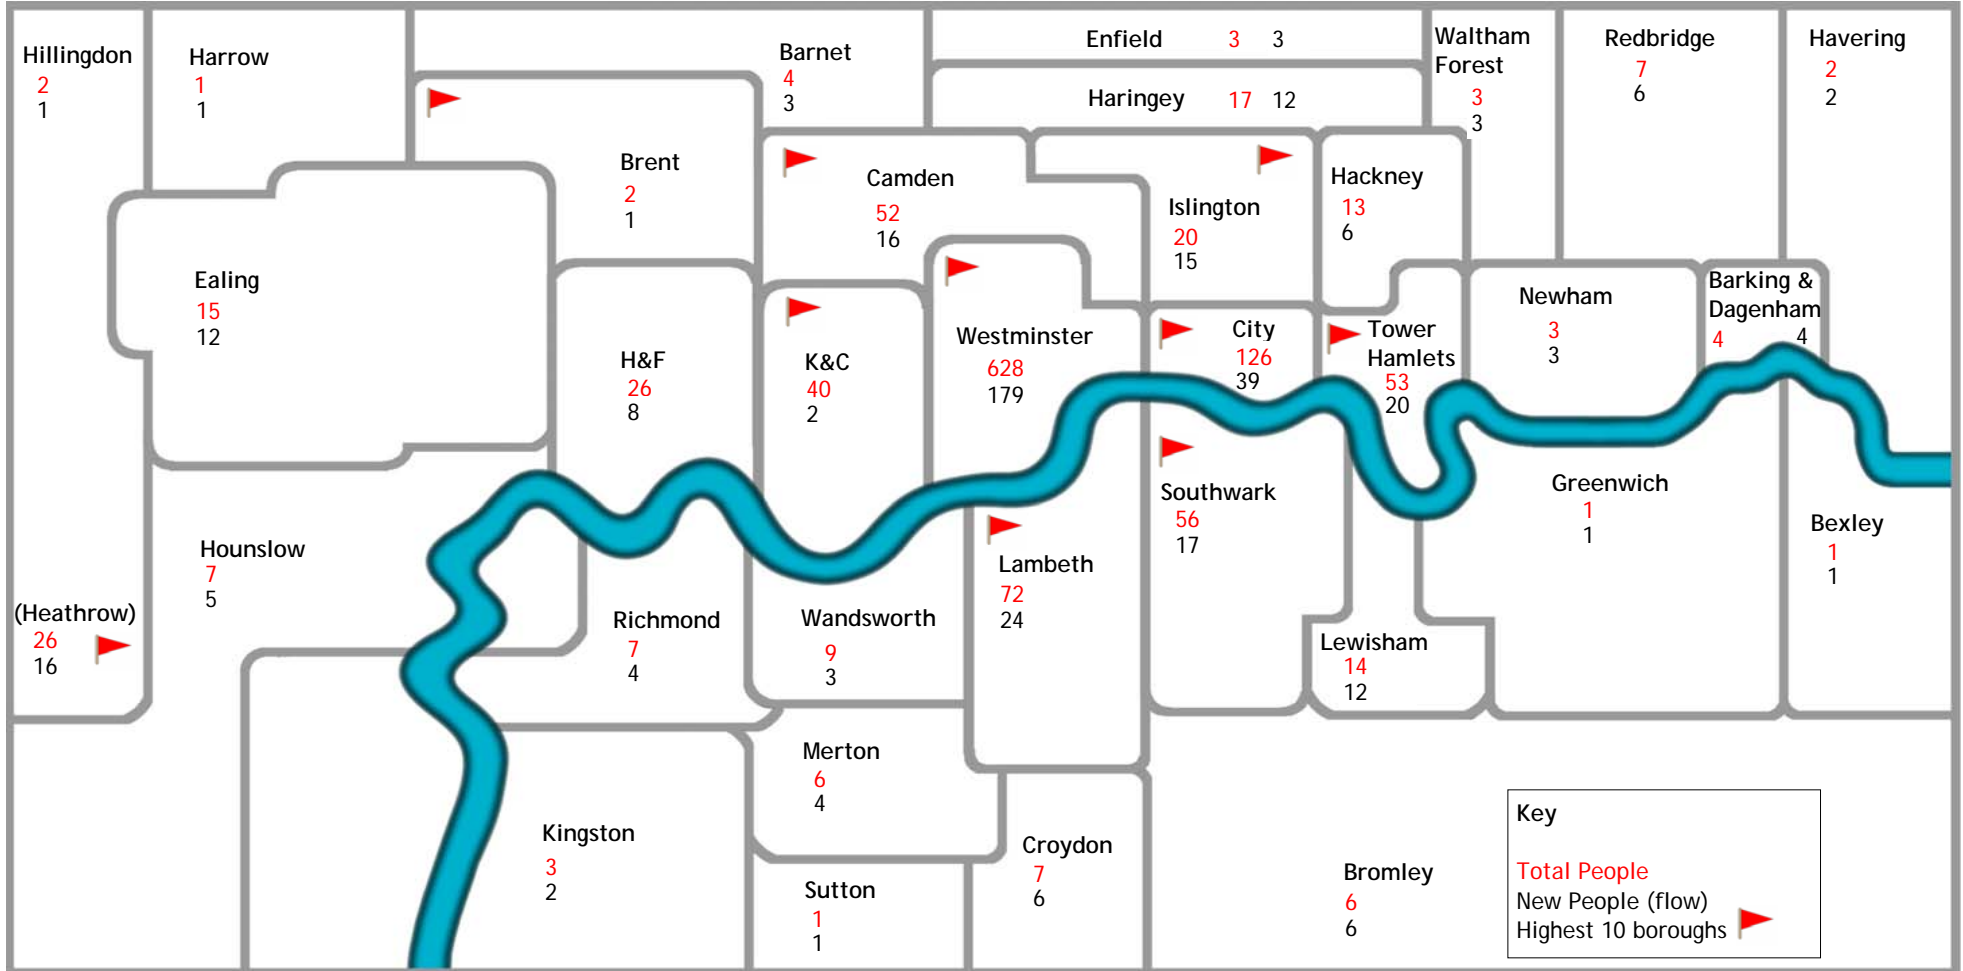 Hillingdon
2
1
Harrow
1
1
Barnet
4
3
Enfield 3 3
Haringey 17 12
Waltham
Forest
3
3
Redbridge
7
6
Havering
2
2
Brent
2
1
Camden
52
16
Islington
20
15
Hackney
13
6
Ealing
15
12
H&F
26
8
K&C
40
2
Westminster
628
179
City
126
39
Tower
Hamlets
53
20
Newham
3
3
Barking &
Dagenham
4 4
Hounslow
7
5
(Heathrow)
26
16
Richmond
7
4
Wandsworth
9
3
Lambeth
72
24
Southwark
56
17
Lewisham
14
12
Greenwich
1
1
Bexley
1
1
Kingston
3
2
Merton
6
4
Sutton
1
1
Croydon
7
6
Bromley
6
6
Key
Total People
New People (flow)
Highest 10 boroughs